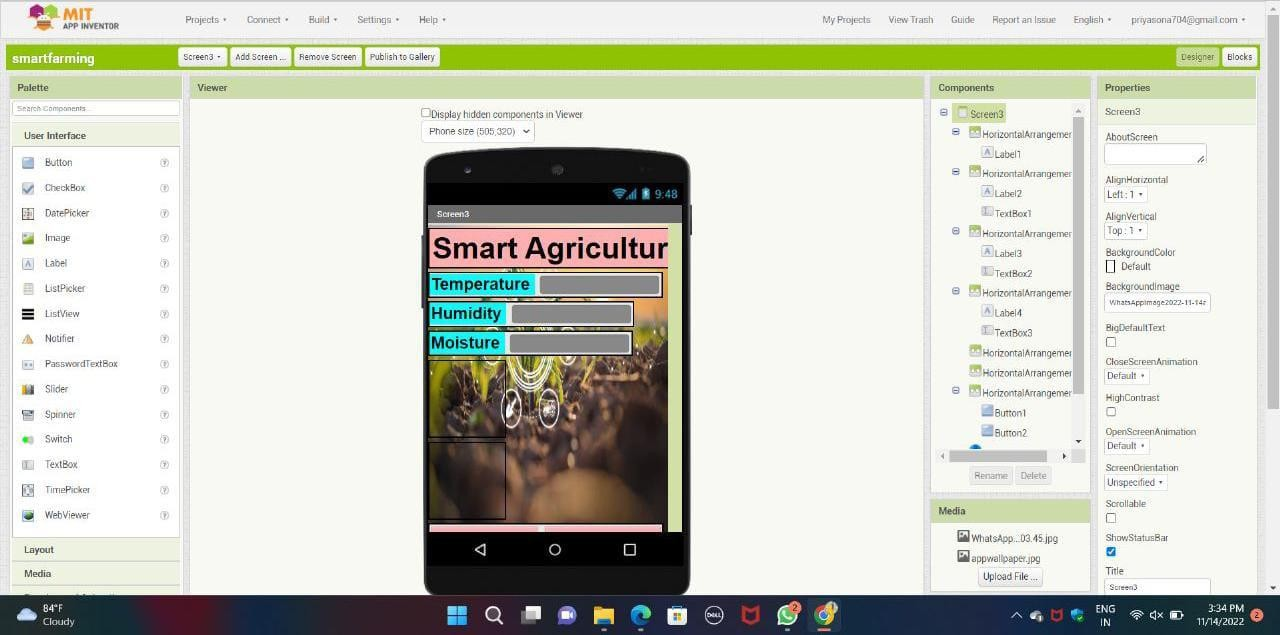 MIT
APP INVENTOR
Projects Connect Build Settings Help My Projects View Trash Guide Report an Issue English priyasona704@gmail.com
smartfarming Screen3 Add Screen ... Remove Screen Publish to Gallery Designer Blocks
Palette
Search Components...
User Interface
Button
CheckBox
DatePicker
Image
Label
ListPicker
ListView
Notifier
PasswordTextBox
Slider
Spinner
Switch
TextBox
TimePicker
WebViewer
Layout
Media
Viewer
Display hidden components in Viewer
Phone size (505,320)
9:48
Screen3
Smart Agricultur
Temperature
Humidity
Moisture
Components
Screen3
HorizontalArrangemer
Label1
HorizontalArrangemer
Label2
TextBox1
HorizontalArrangemer
Label3
TextBox2
HorizontalArrangemer
Label4
TextBox3
HorizontalArrangemer
HorizontalArrangemer
HorizontalArrangemer
Button1
Button2
Rename Delete
Media
WhatsApp...03.45.jpg
appwallpaper.jpg
Upload File ...
Properties
Screen3
AboutScreen
AlignHorizontal
Left : 1
AlignVertical
Top : 1
BackgroundColor
Default
BackgroundImage
WhatsAppImage2022-11-14a
BigDefaultText
CloseScreenAnimation
Default
HighContrast
OpenScreenAnimation
Default
ScreenOrientation
Unspecified
Scrollable
ShowStatusBar
Title
Screen3
84°F
Cloudy
DELL
2
ENG
IN
3:34 PM
11/14/2022
2